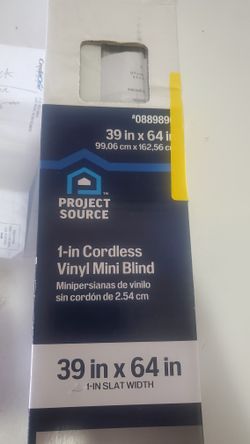 39 in x 64 in
99,06 cm x 162,56 cm
PROJECT
SOURCE
1-in Cordless
Vinyl Mini Blind
Minipersianas de vinilo
sin cordón de 2.54 cm
39 in x 64 in
1-IN SLAT WIDTH